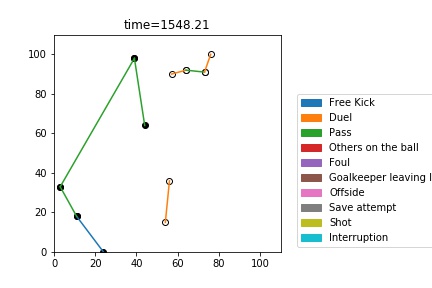 time=1548.21
100
80
60
40
20
0
0 20 40 60 80 100
Free Kick
Duel
Pass
Others on the ball
Foul
Goalkeeper leaving l
Offside
Save attempt
Shot
Interruption